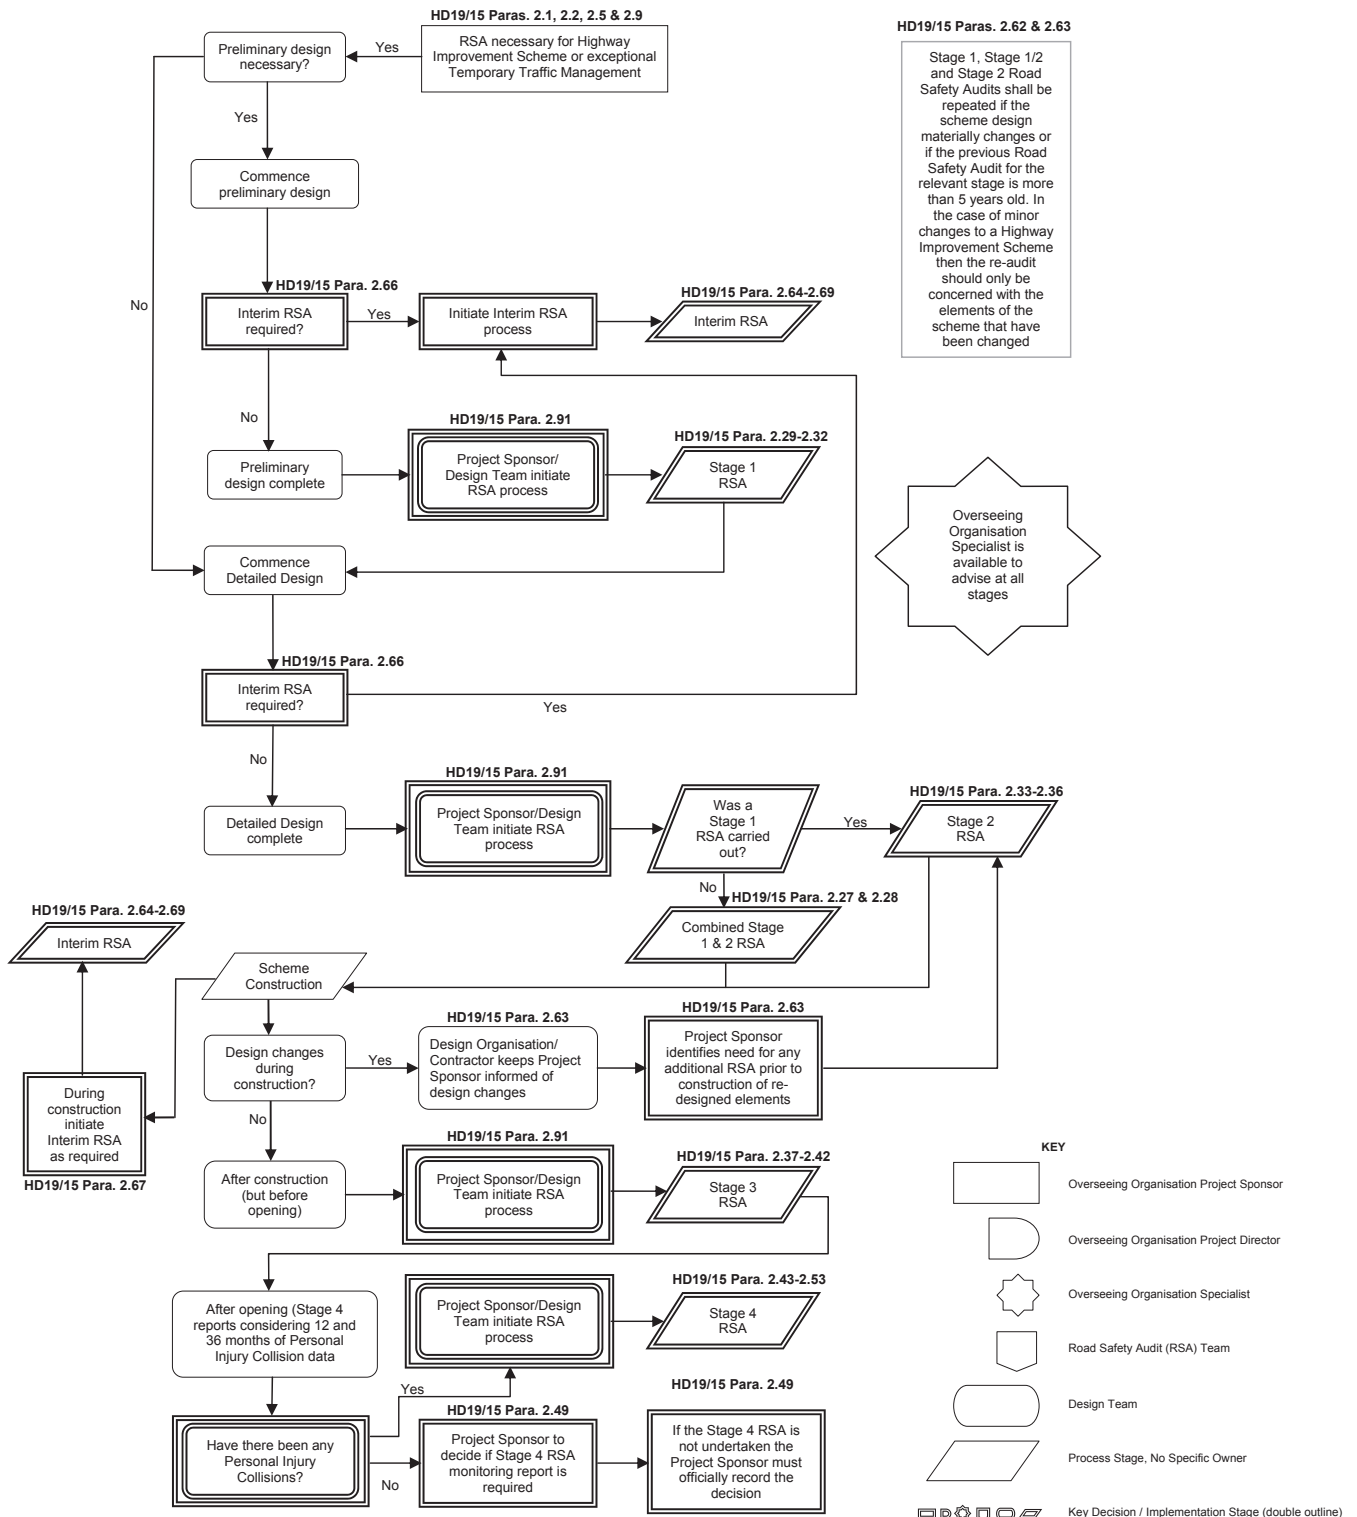 HD19/15 Paras. 2.1, 2.2, 2.5 & 2.9
RSA necessary for Highway
Improvement Scheme or exceptional
Temporary Traffic Management
Yes
Preliminary design
necessary?
HD19/15 Paras. 2.62 & 2.63
Stage 1, Stage 1/2
and Stage 2 Road
Safety Audits shall be
repeated if the
scheme design
materially changes or
if the previous Road
Safety Audit for the
relevant stage is more
than 5 years old. In
the case of minor
changes to a Highway
Improvement Scheme
then the re-audit
should only be
concerned with the
elements of the
scheme that have
been changed
Yes
Commence
preliminary design
No
HD19/15 Para. 2.66
Interim RSA
required?
Yes
Initiate Interim RSA
process
HD19/15 Para. 2.64-2.69
Interim RSA
No
Preliminary
design complete
HD19/15 Para. 2.91
Project Sponsor/
Design Team initiate
RSA process
HD19/15 Para. 2.29-2.32
Stage 1
RSA
Overseeing
Organisation
Specialist is
available to
advise at all
stages
Commence
Detailed Design
HD19/15 Para. 2.66
Interim RSA
required?
Yes
No
Detailed Design
complete
HD19/15 Para. 2.91
Project Sponsor/Design
Team initiate RSA
process
Was a
Stage 1
RSA carried
out?
Yes
HD19/15 Para. 2.33-2.36
Stage 2
RSA
No
HD19/15 Para. 2.27 & 2.28
Combined Stage
1 & 2 RSA
HD19/15 Para. 2.64-2.69
Interim RSA
Scheme
Construction
Design changes
during
construction?
Yes
HD19/15 Para. 2.63
Design Organisation/
Contractor keeps Project
Sponsor informed of
design changes
HD19/15 Para. 2.63
Project Sponsor
identifies need for any
additional RSA prior to
construction of re-
designed elements
During
construction
initiate
Interim RSA
as required
HD19/15 Para. 2.67
No
After construction
(but before
opening)
HD19/15 Para. 2.91
Project Sponsor/Design
Team initiate RSA
process
HD19/15 Para. 2.37-2.42
Stage 3
RSA
After opening (Stage 4
reports considering 12 and
36 months of Personal
Injury Collision data
Project Sponsor/Design
Team initiate RSA
process
HD19/15 Para. 2.43-2.53
Stage 4
RSA
Have there been any
Personal Injury
Collisions?
Yes
No
HD19/15 Para. 2.49
Project Sponsor to
decide if Stage 4 RSA
monitoring report is
required
HD19/15 Para. 2.49
If the Stage 4 RSA is
not undertaken the
Project Sponsor must
officially record the
decision
KEY
Overseeing Organisation Project Sponsor
Overseeing Organisation Project Director
Overseeing Organisation Specialist
Road Safety Audit (RSA) Team
Design Team
Process Stage, No Specific Owner
Key Decision / Implementation Stage (double outline)